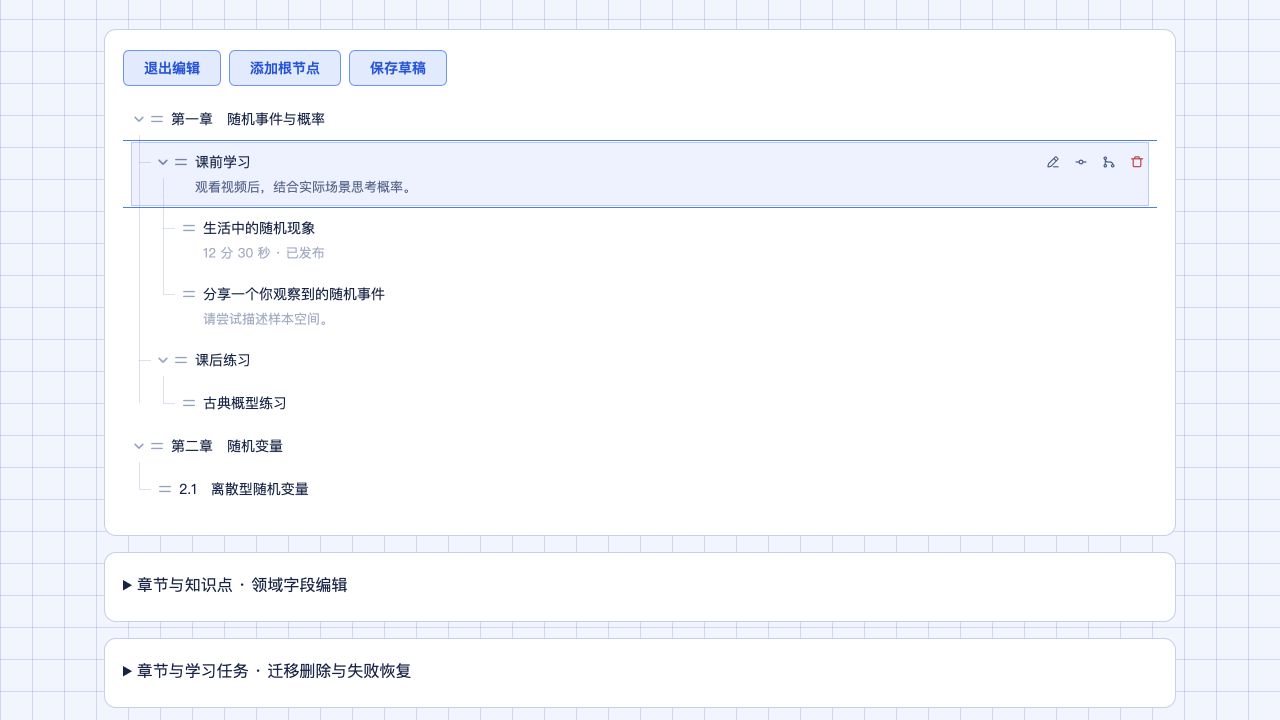 退出编辑 添加根节点 保存草稿
第一章 随机事件与概率
课前学习
观看视频后，结合实际场景思考概率。
生活中的随机现象
12 分 30 秒 · 已发布
分享一个你观察到的随机事件
请尝试描述样本空间。
课后练习
古典概型练习
第二章 随机变量
2.1 离散型随机变量
章节与知识点 · 领域字段编辑
章节与学习任务 · 迁移删除与失败恢复